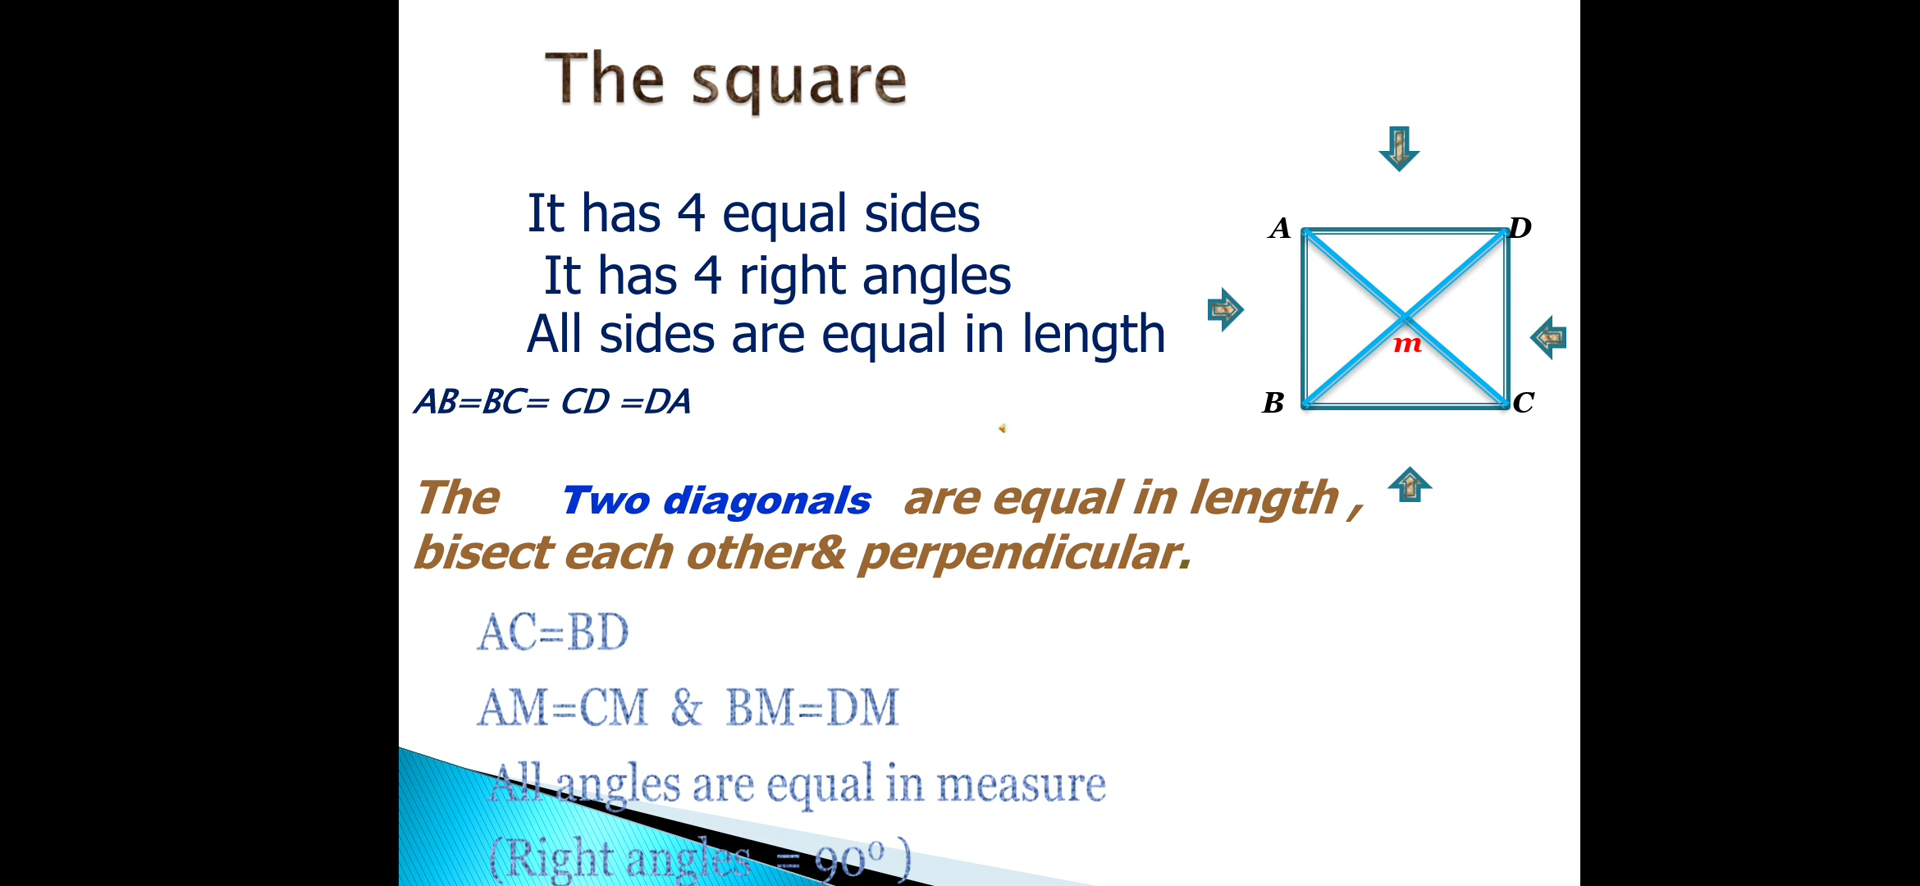 The square
It has 4 equal sides
It has 4 right angles
All sides are equal in length
AB=BC= CD =DA
A
D
m
B
C
The Two diagonals are equal in length ,
bisect each other& perpendicular.
AC=BD
AM=CM & BM=DM
All angles are equal in measure
(Right angles = 90⁰ )